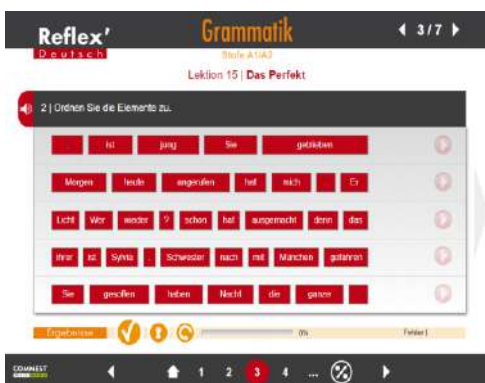 Reflex' Grammatik 3/7
Deutsch Stufe A1/A2
Lektion 15 | Das Perfekt
2 | Ordnen Sie die Elemente zu.
. ist jung Sie geblieben
Morgen heute angerufen hat mich . Er
Licht Wer wieder ? schon hat ausgemacht denn das
ihrer ist Sylvia . Schwester nach mit München gefahren
Sie gesoffen haben Nacht die ganze .
Ergebnisse 0% Fehler
COMMEST 1 2 3 4 ... %